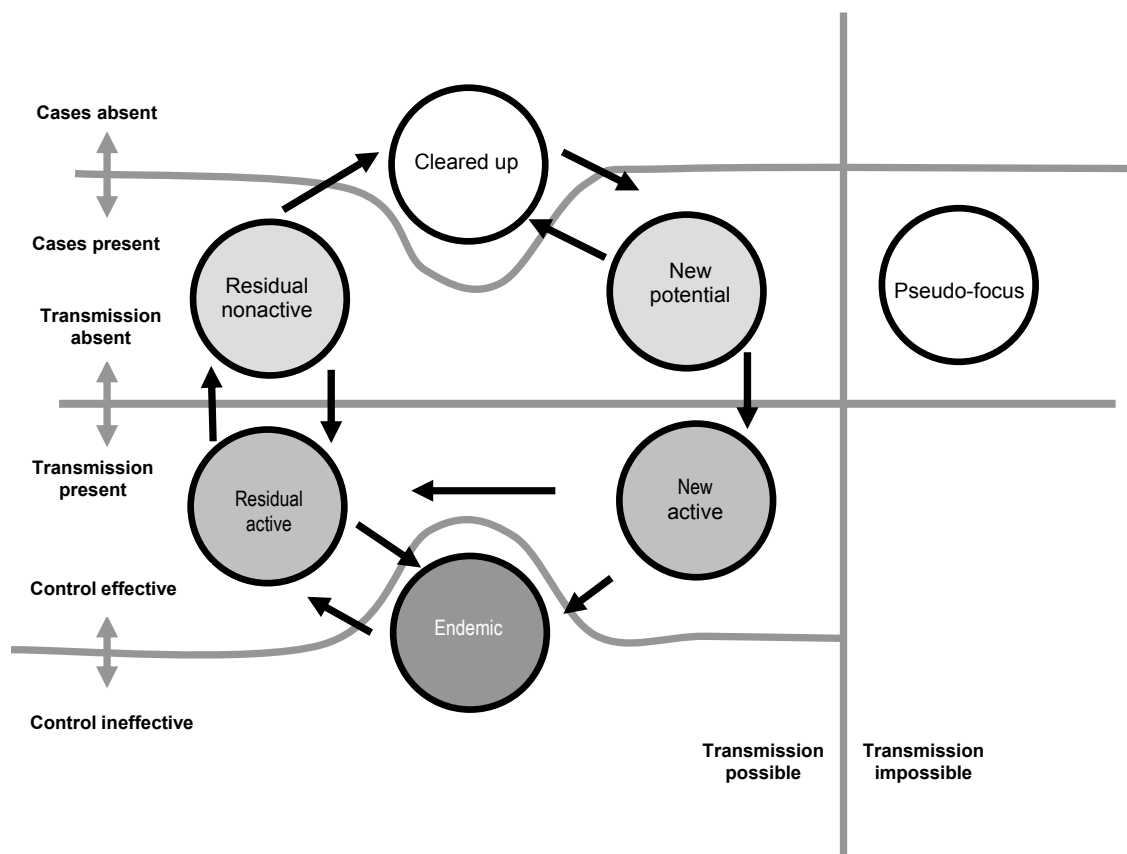 Cases absent
Cleared up
Cases present
Residual
nonactive
New
potential
Pseudo-focus
Transmission
absent
Transmission
present
Residual
active
New
active
Control effective
Endemic
Control ineffective
Transmission
possible
Transmission
impossible